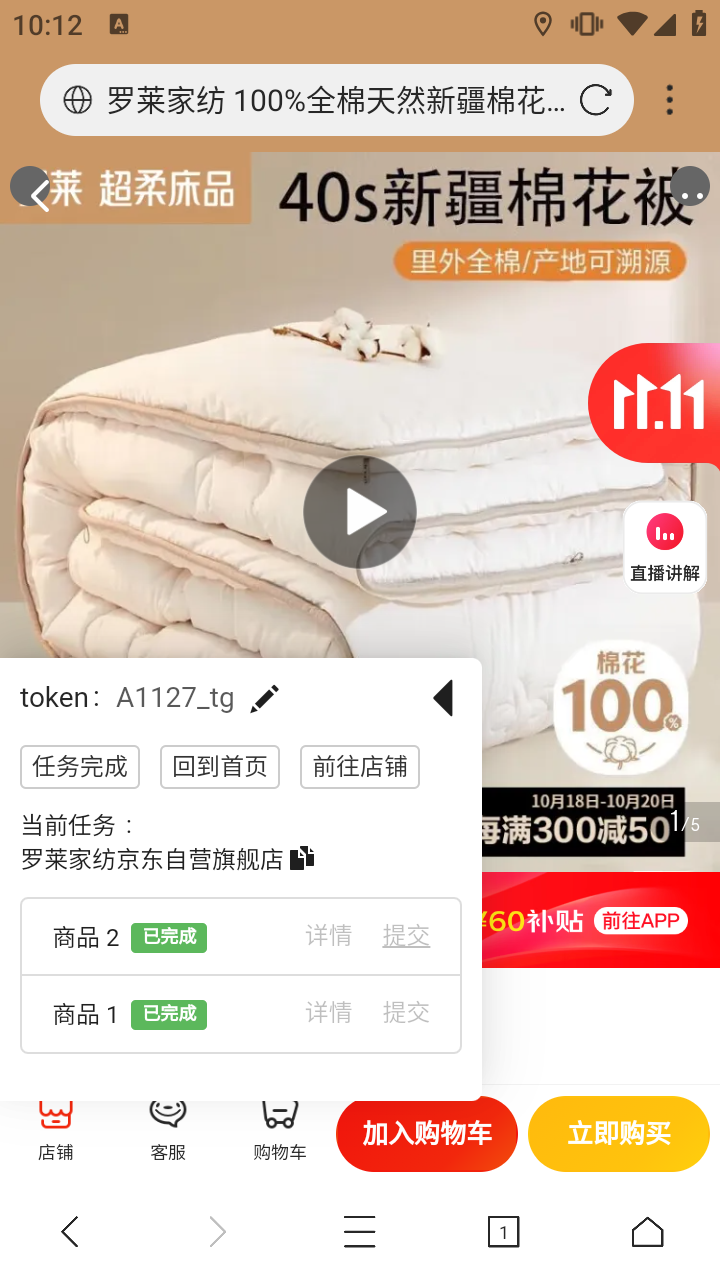 10:12
罗莱家纺 100%全棉天然新疆棉花...
莱 超柔床品
40s新疆棉花被
里外全棉/产地可溯源
11.11
直播讲解
棉花
100%
token： A1127_tg
任务完成 回到首页 前往店铺
当前任务：
罗莱家纺京东自营旗舰店
10月18日-10月20日
每满300减50
1/5
¥60补贴 前往APP
商品 2 已完成 详情 提交
商品 1 已完成 详情 提交
店铺 客服 购物车 加入购物车 立即购买
1